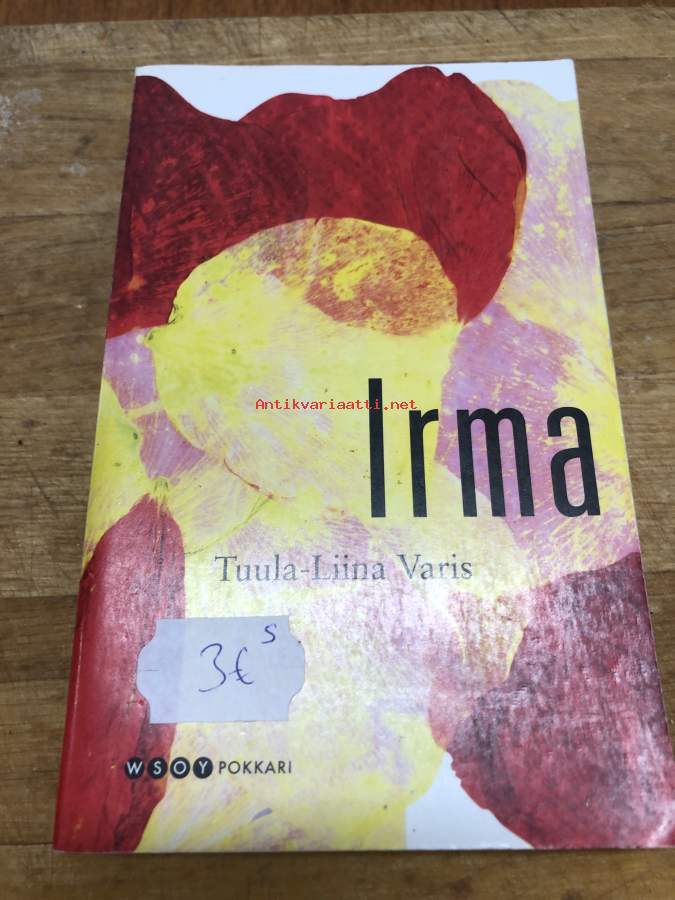 Antikvariaatti.net
Irma
Tuula-Liina Varis
3€ s
WSOY POKKARI